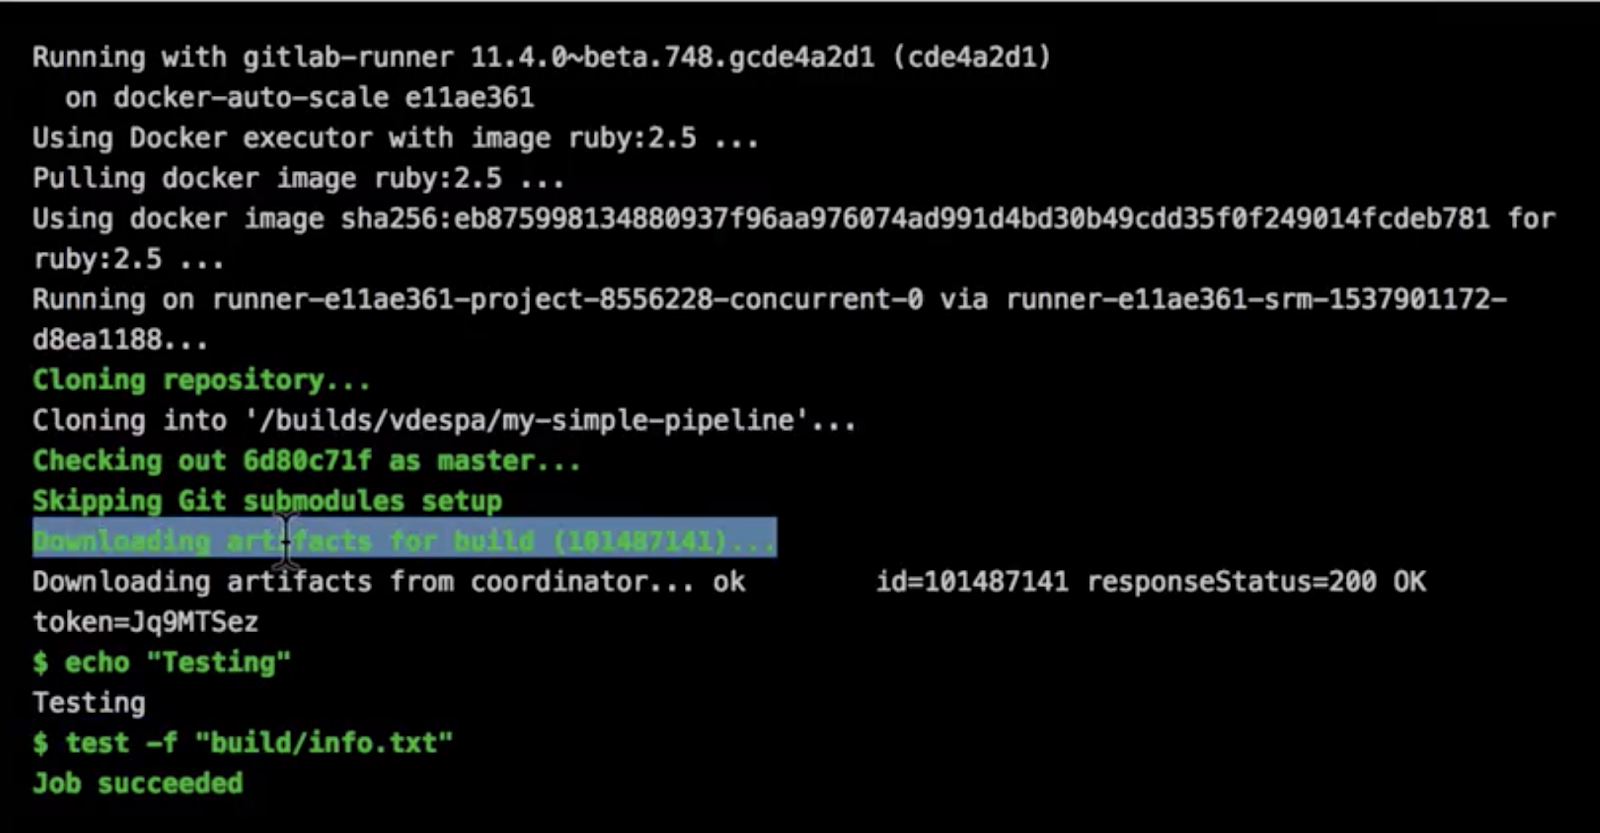 Running with gitlab-runner 11.4.0~beta.748.gcde4a2d1 (cde4a2d1)
on docker-auto-scale e11ae361
Using Docker executor with image ruby:2.5 ...
Pulling docker image ruby:2.5 ...
Using docker image sha256:eb875998134880937f96aa976074ad991d4bd30b49cdd35f0f249014fcdeb781 for
ruby:2.5 ...
Running on runner-e11ae361-project-8556228-concurrent-0 via runner-e11ae361-srm-1537901172-
d8ea1188...
Cloning repository...
Cloning into '/builds/vdespa/my-simple-pipeline'...
Checking out 6d80c71f as master...
Skipping Git submodules setup
Downloading artifacts for build (101487141)...
Downloading artifacts from coordinator... ok        id=101487141 responseStatus=200 OK
token=Jq9MTSez
$ echo "Testing"
Testing
$ test -f "build/info.txt"
Job succeeded